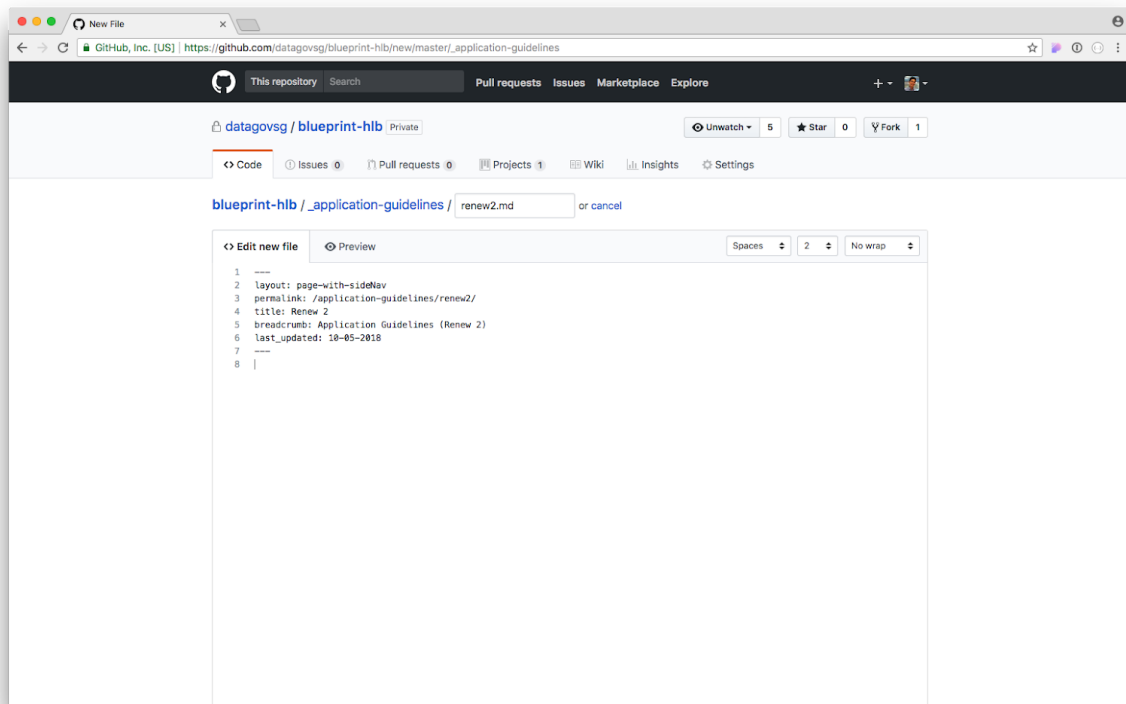 New File
GitHub, Inc. [US] https://github.com/datagovsg/blueprint-hlb/new/master/_application-guidelines
This repository Search Pull requests Issues Marketplace Explore
datagovsg / blueprint-hlb Private Unwatch 5 Star 0 Fork 1
Code Issues 0 Pull requests 0 Projects 1 Wiki Insights Settings
blueprint-hlb / _application-guidelines / renew2.md or cancel
Edit new file Preview Spaces 2 No wrap
1 ---
2 layout: page-with-sideNav
3 permalink: /application-guidelines/renew2/
4 title: Renew 2
5 breadcrumb: Application Guidelines (Renew 2)
6 last_updated: 10-05-2018
7 ---
8